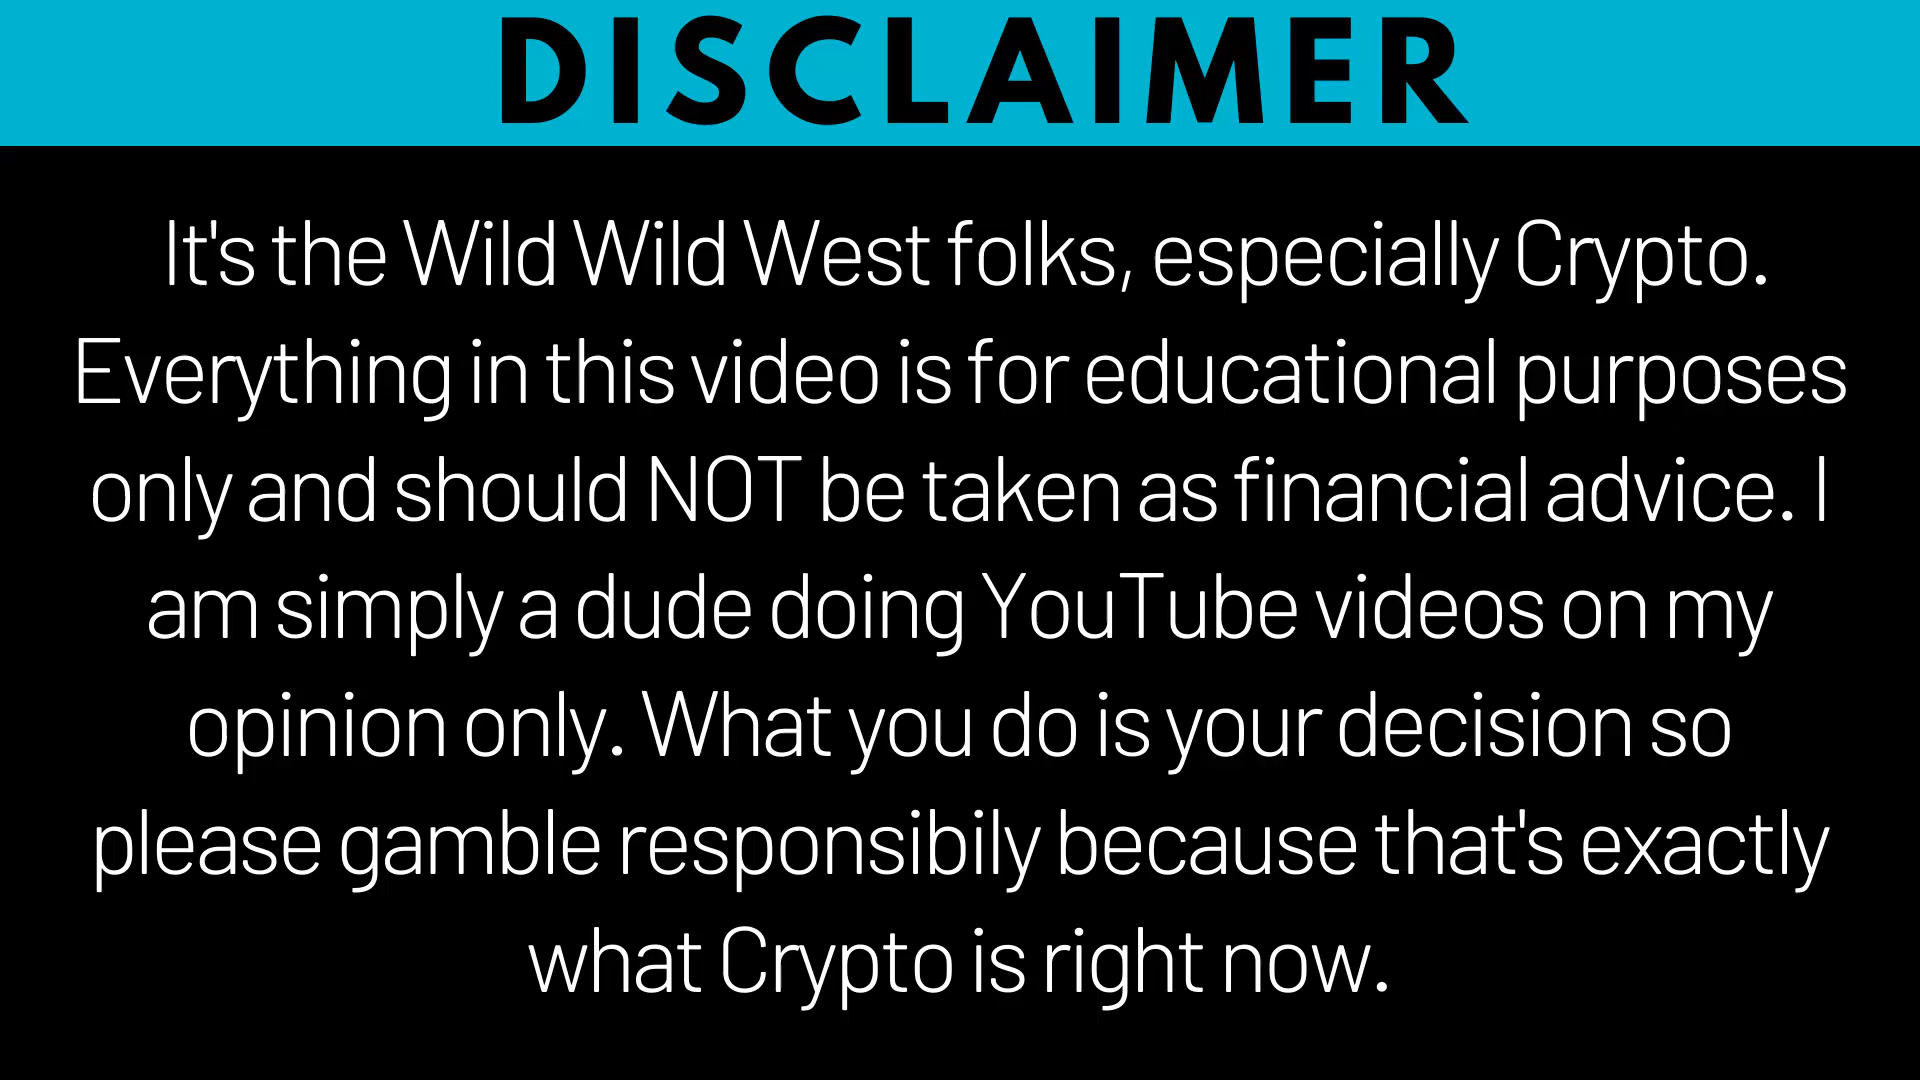 DISCLAIMER
It's the Wild Wild West folks, especially Crypto.
Everything in this video is for educational purposes
only and should NOT be taken as financial advice. I
am simply a dude doing YouTube videos on my
opinion only. What you do is your decision so
please gamble responsibily because that's exactly
what Crypto is right now.